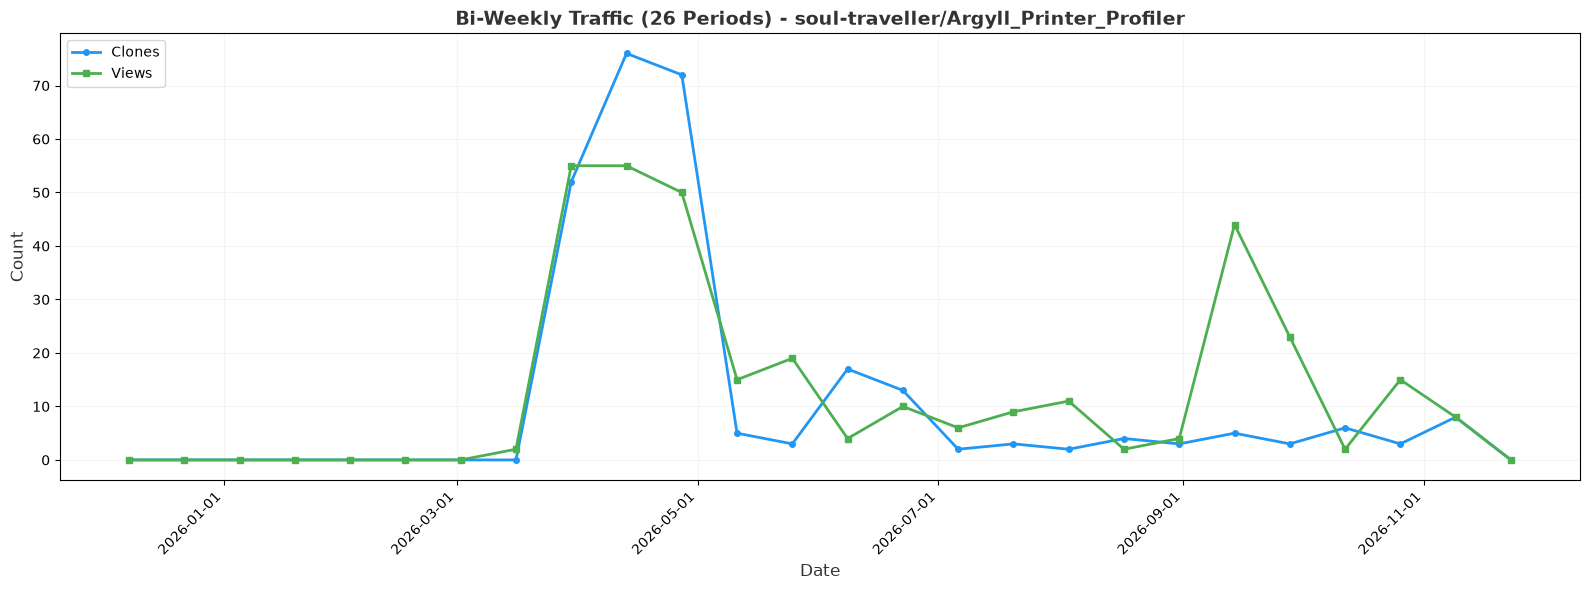 Bi-Weekly Traffic (26 Periods) - soul-traveller/Argyll_Printer_Profiler
Clones
Views
Count
70
60
50
40
30
20
10
0
2026-01-01
2026-03-01
2026-05-01
2026-07-01
2026-09-01
2026-11-01
Date